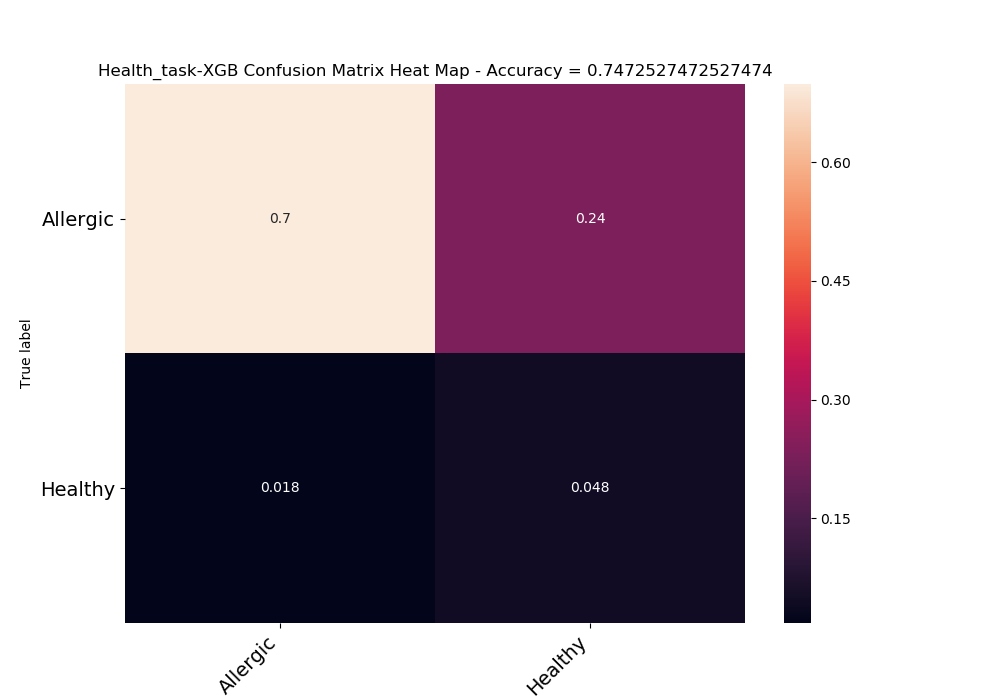 Health_task-XGB Confusion Matrix Heat Map - Accuracy = 0.7472527472527474
True label
Allergic
0.7
0.24
Healthy
0.018
0.048
Allergic
Healthy
0.60
0.45
0.30
0.15